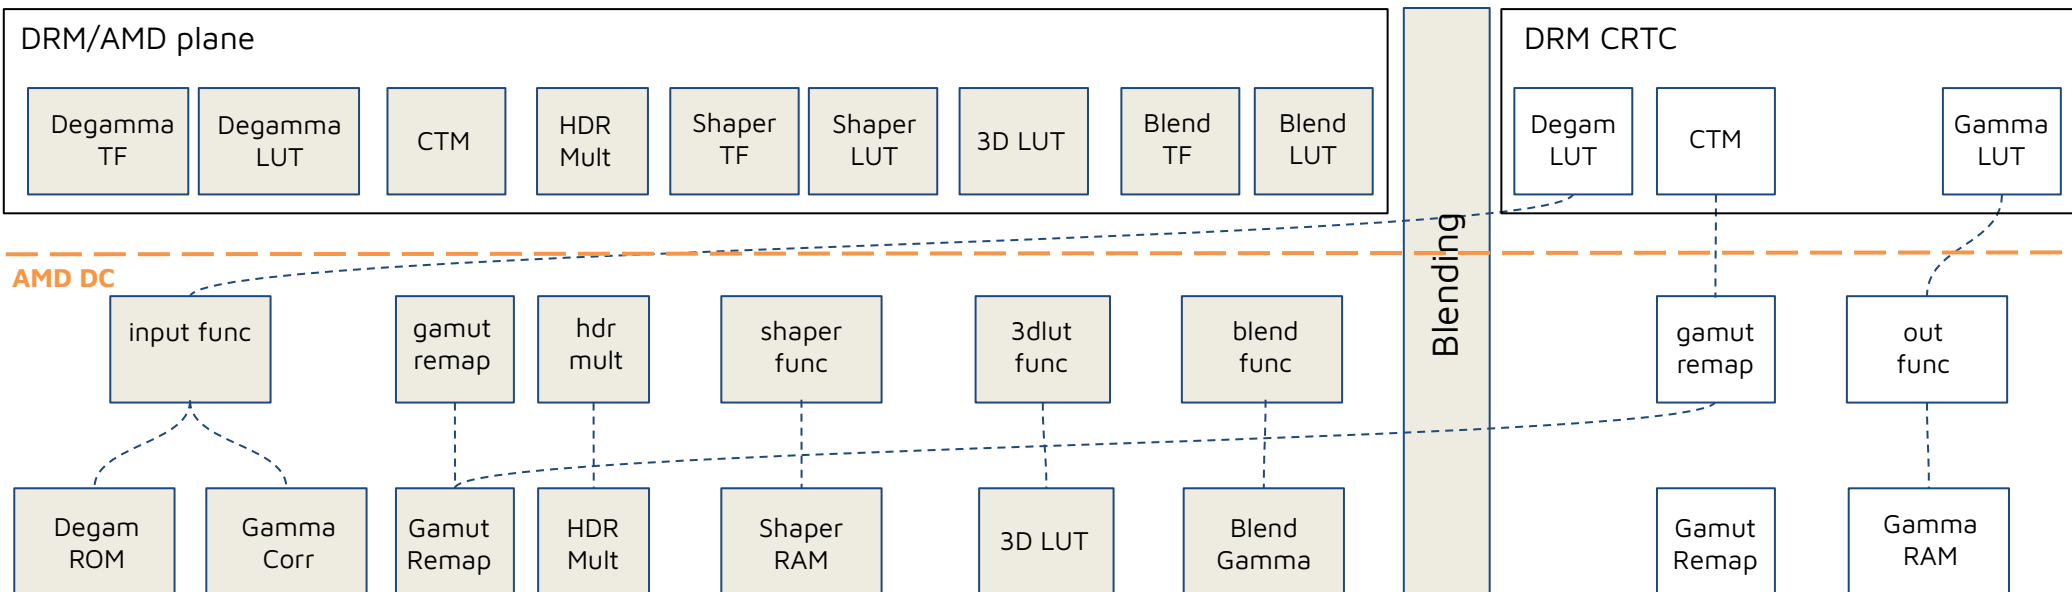 DRM/AMD plane
DRM CRTC
Degamma
TF
Degamma
LUT
CTM
HDR
Mult
Shaper
TF
Shaper
LUT
3D LUT
Blend
TF
Blend
LUT
Degam
LUT
CTM
Gamma
LUT
Blending
AMD DC
input func
gamut
remap
hdr
mult
shaper
func
3dlut
func
blend
func
gamut
remap
out
func
Degam
ROM
Gamma
Corr
Gamut
Remap
HDR
Mult
Shaper
RAM
3D LUT
Blend
Gamma
Gamut
Remap
Gamma
RAM